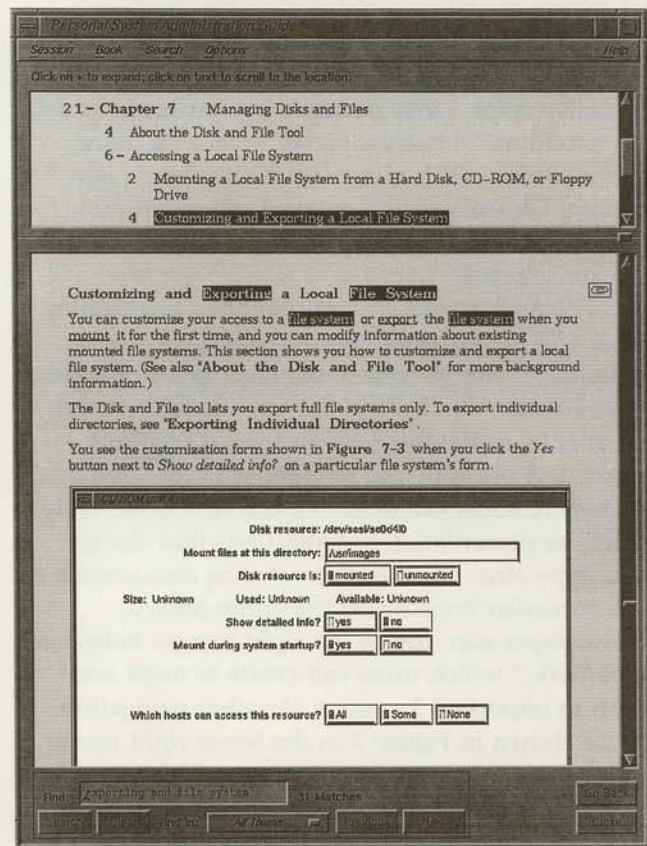 Personal System Administration Guide
Session Book Search Options Help
Click on + to expand; click on text to scroll to the location.
21- Chapter 7 Managing Disks and Files
4 About the Disk and File Tool
6- Accessing a Local File System
2 Mounting a Local File System from a Hard Disk, CD-ROM, or Floppy
Drive
4 Customizing and Exporting a Local File System
Customizing and Exporting a Local File System
You can customize your access to a file system or export the file system when you
mount it for the first time, and you can modify information about existing
mounted file systems. This section shows you how to customize and export a local
file system. (See also "About the Disk and File Tool" for more background
information.)
The Disk and File tool lets you export full file systems only. To export individual
directories, see "Exporting Individual Directories".
You see the customization form shown in Figure 7-3 when you click the Yes
button next to Show detailed info? on a particular file system's form.
Disk resource: /dev/scsi/sc0d4l0
Mount files at this directory: /usr/images
Disk resource is: mounted unmounted
Size: Unknown Used: Unknown Available: Unknown
Show detailed Info? yes no
Mount during system startup? yes no
Which hosts can access this resource? All Some None
Find: exporting and file system 31 Matches Go Back
Search Find In: All Items Previous Close